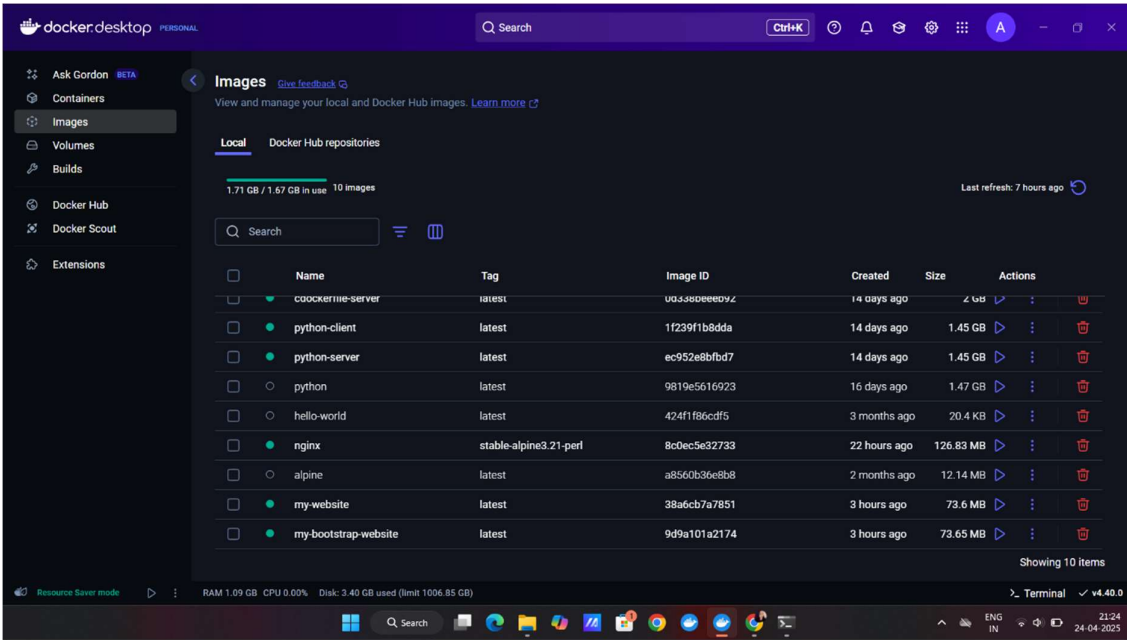 docker.desktop PERSONAL
Search
Ctrl+K
A
Ask Gordon BETA
Containers
Images
Volumes
Builds
Docker Hub
Docker Scout
Extensions
Images Give feedback
View and manage your local and Docker Hub images. Learn more
Local Docker Hub repositories
1.71 GB / 1.67 GB in use 10 images
Last refresh: 7 hours ago
Search
Name Tag Image ID Created Size Actions
cdockerfile-server latest 0d338beeeb92 14 days ago 2 GB
python-client latest 1f239f1b8dda 14 days ago 1.45 GB
python-server latest ec952e8bfbd7 14 days ago 1.45 GB
python latest 9819e5616923 16 days ago 1.47 GB
hello-world latest 424f1f86cdf5 3 months ago 20.4 KB
nginx stable-alpine3.21-perl 8c0ec5e32733 22 hours ago 126.83 MB
alpine latest a8560b36e8b8 2 months ago 12.14 MB
my-website latest 38a6cb7a7851 3 hours ago 73.6 MB
my-bootstrap-website latest 9d9a101a2174 3 hours ago 73.65 MB
Showing 10 items
Resource Saver mode RAM 1.09 GB CPU 0.00% Disk: 3.40 GB used (limit 1006.85 GB) Terminal v4.40.0
Search
ENG
IN
21:24
24-04-2025